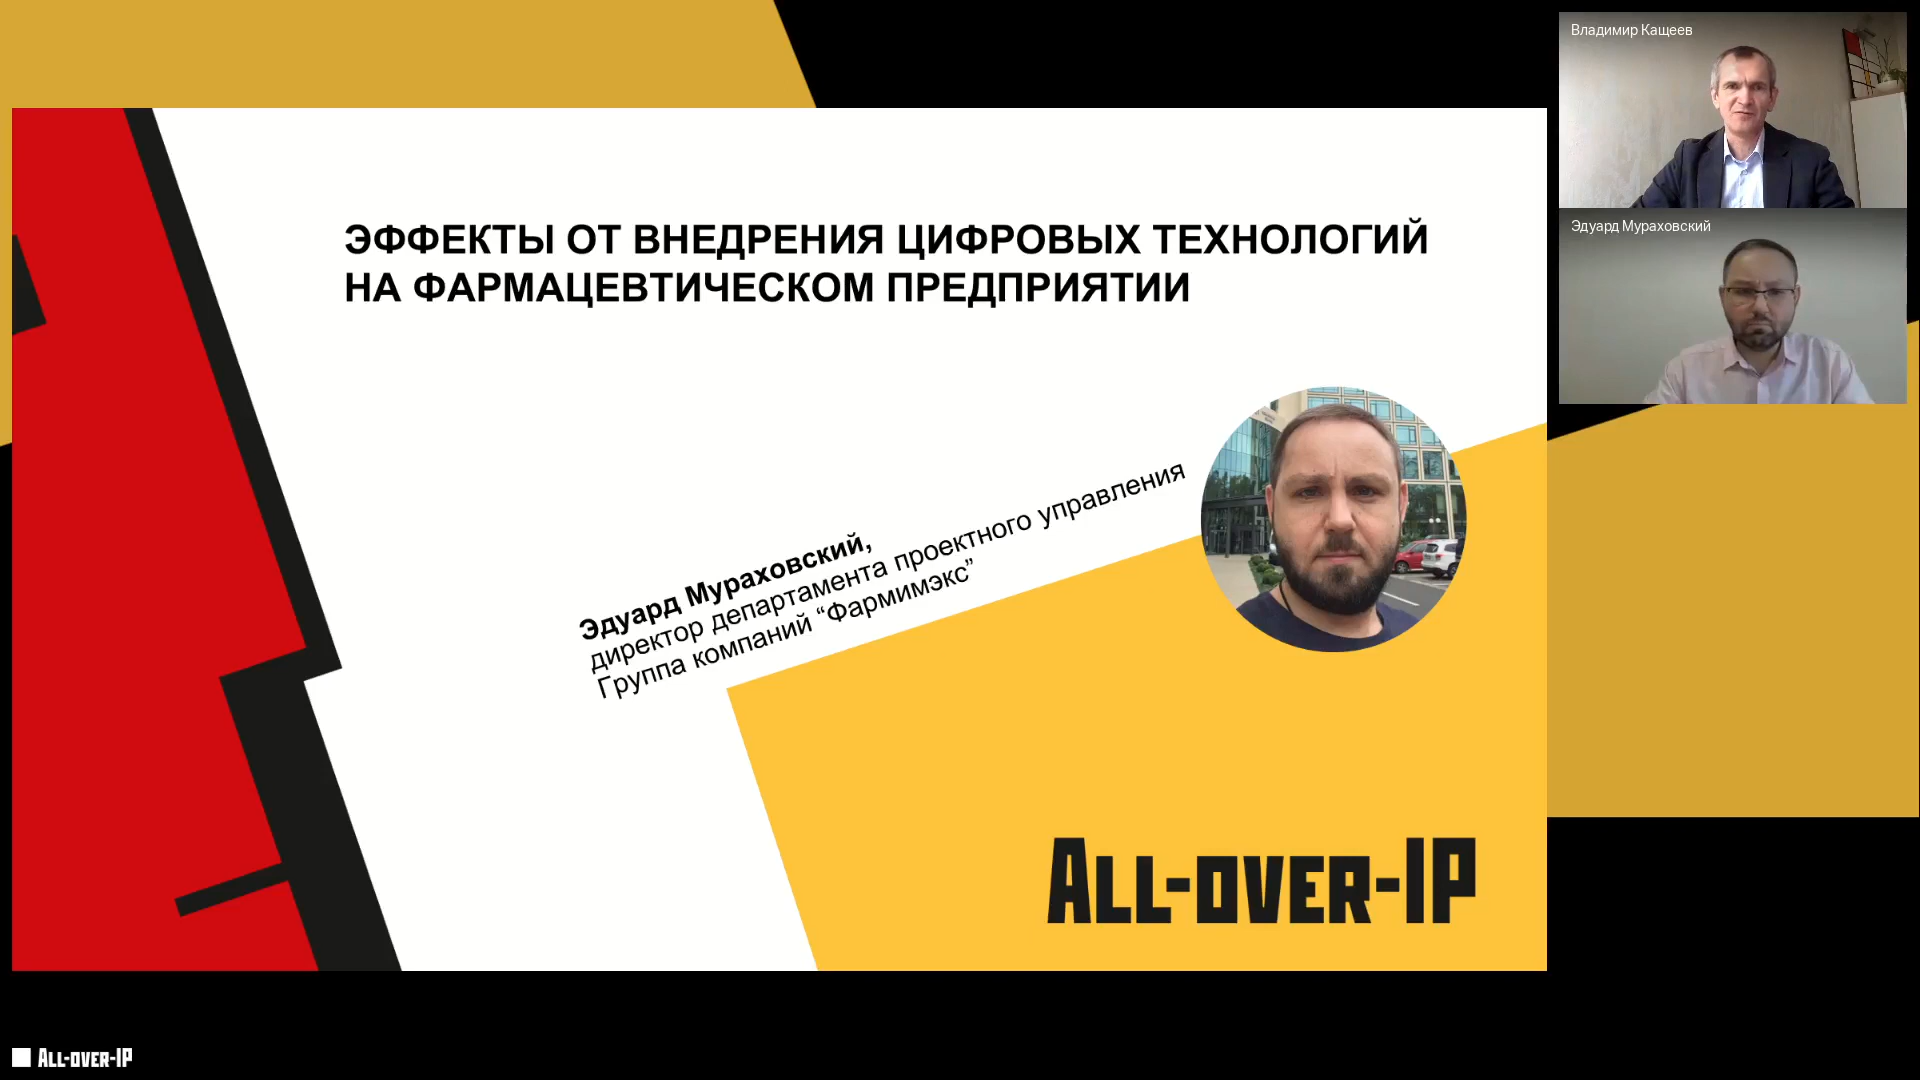 Владимир Кащеев
Эдуард Мураховский
ЭФФЕКТЫ ОТ ВНЕДРЕНИЯ ЦИФРОВЫХ ТЕХНОЛОГИЙ
НА ФАРМАЦЕВТИЧЕСКОМ ПРЕДПРИЯТИИ
Эдуард Мураховский,
директор департамента проектного управления
Группа компаний “Фармимэкс”
ALL-OVER-IP
ALL-OVER-IP